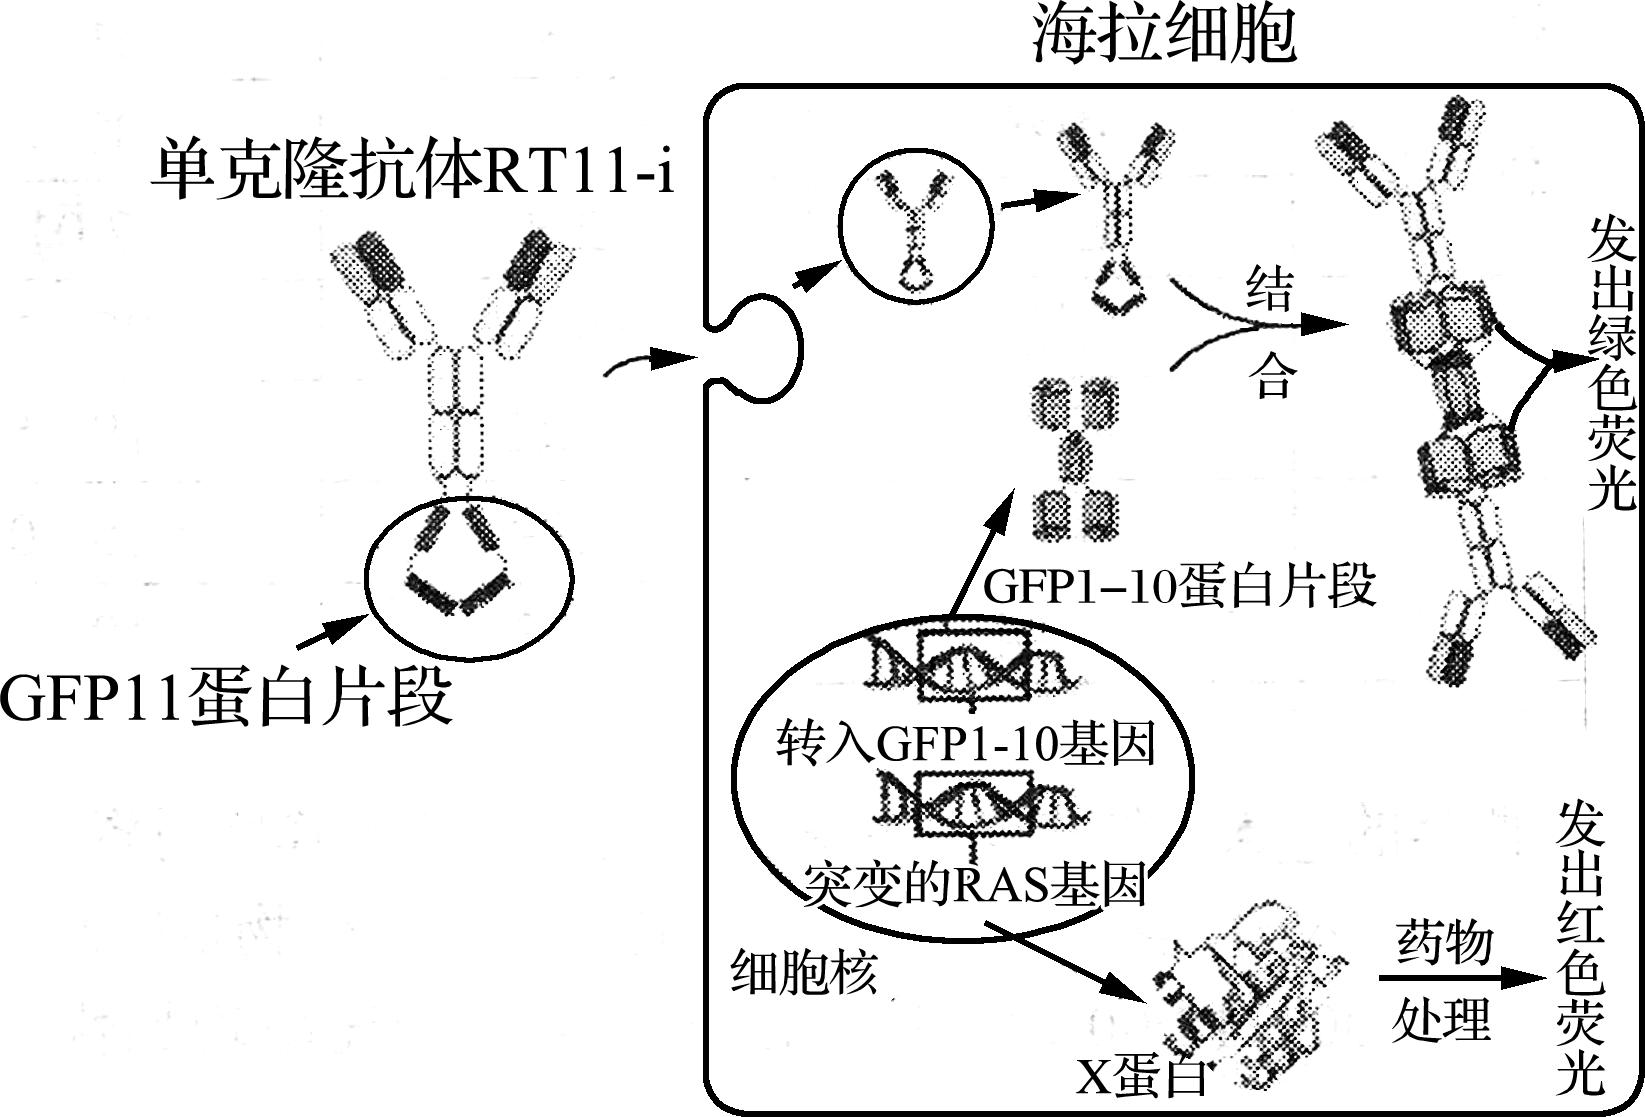 海拉细胞
单克隆抗体RT11-i
结
合
发出绿色荧光
GFP11蛋白片段
GFP1-10蛋白片段
转入GFP1-10基因
突变的RAS基因
细胞核
X蛋白
药物
处理
发出红色荧光